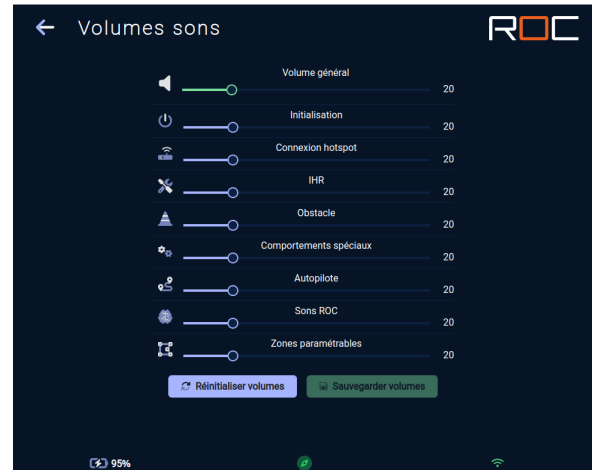 Volumes sons
ROC
Volume général
20
Initialisation
20
Connexion hotspot
20
IHR
20
Obstacle
20
Comportements spéciaux
20
Autopilote
20
Sons ROC
20
Zones paramétrables
20
Réinitialiser volumes
Sauvegarder volumes
95%